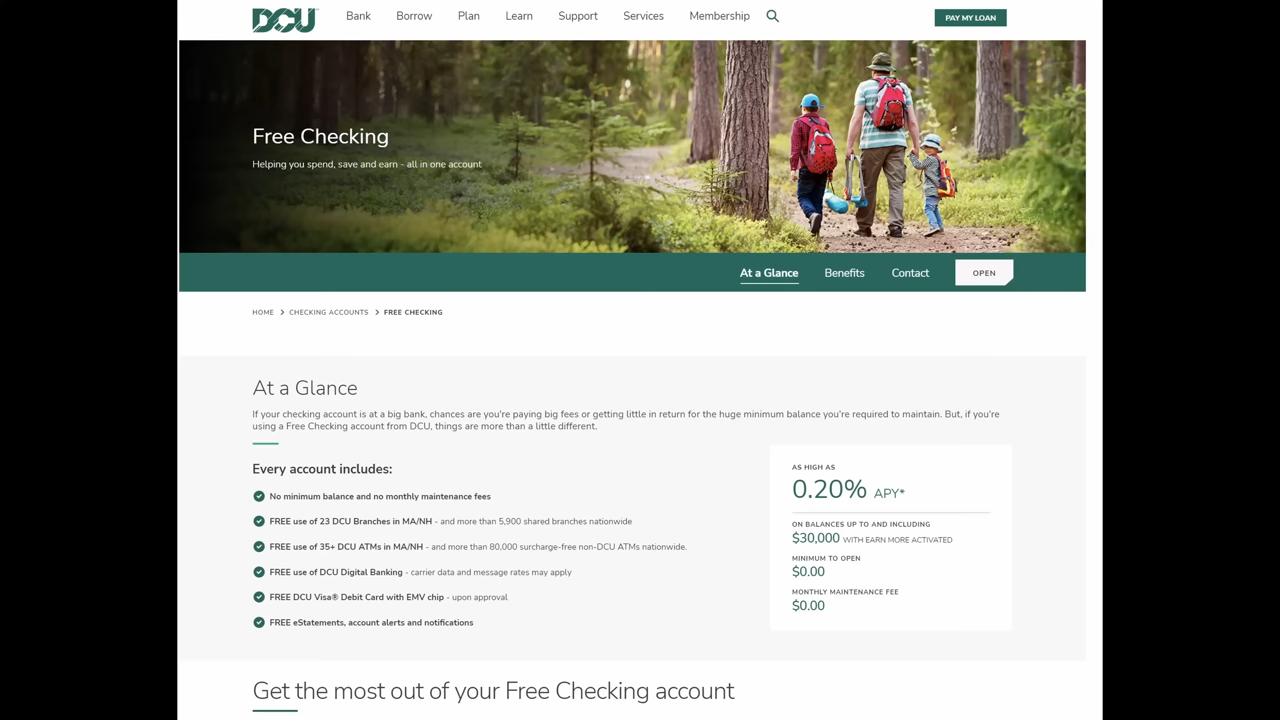 DCU
Bank Borrow Plan Learn Support Services Membership
PAY MY LOAN
Free Checking
Helping you spend, save and earn - all in one account
At a Glance Benefits Contact OPEN
HOME > CHECKING ACCOUNTS > FREE CHECKING
At a Glance
If your checking account is at a big bank, chances are you're paying big fees or getting little in return for the huge minimum balance you're required to maintain. But, if you're
using a Free Checking account from DCU, things are more than a little different.
Every account includes:
No minimum balance and no monthly maintenance fees
FREE use of 23 DCU Branches in MA/NH - and more than 5,900 shared branches nationwide
FREE use of 35+ DCU ATMs in MA/NH - and more than 80,000 surcharge-free non-DCU ATMs nationwide.
FREE use of DCU Digital Banking - carrier data and message rates may apply
FREE DCU Visa® Debit Card with EMV chip - upon approval
FREE eStatements, account alerts and notifications
AS HIGH AS
0.20% APY*
ON BALANCES UP TO AND INCLUDING
$30,000 WITH EARN MORE ACTIVATED
MINIMUM TO OPEN
$0.00
MONTHLY MAINTENANCE FEE
$0.00
Get the most out of your Free Checking account